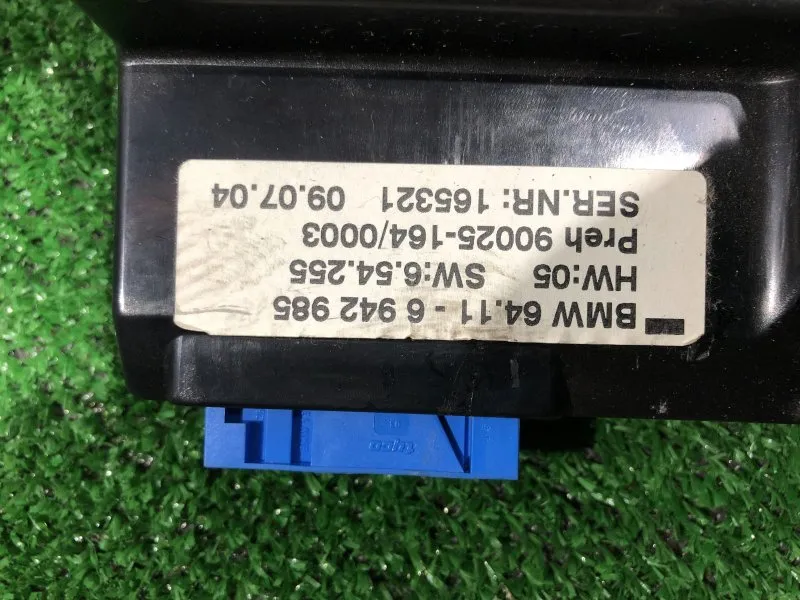 BMW 64.11 - 6 942 985
HW:05 SW:6.54.255
Preh 90025-164/0003
SER.NR: 165321 09.07.04
tyco